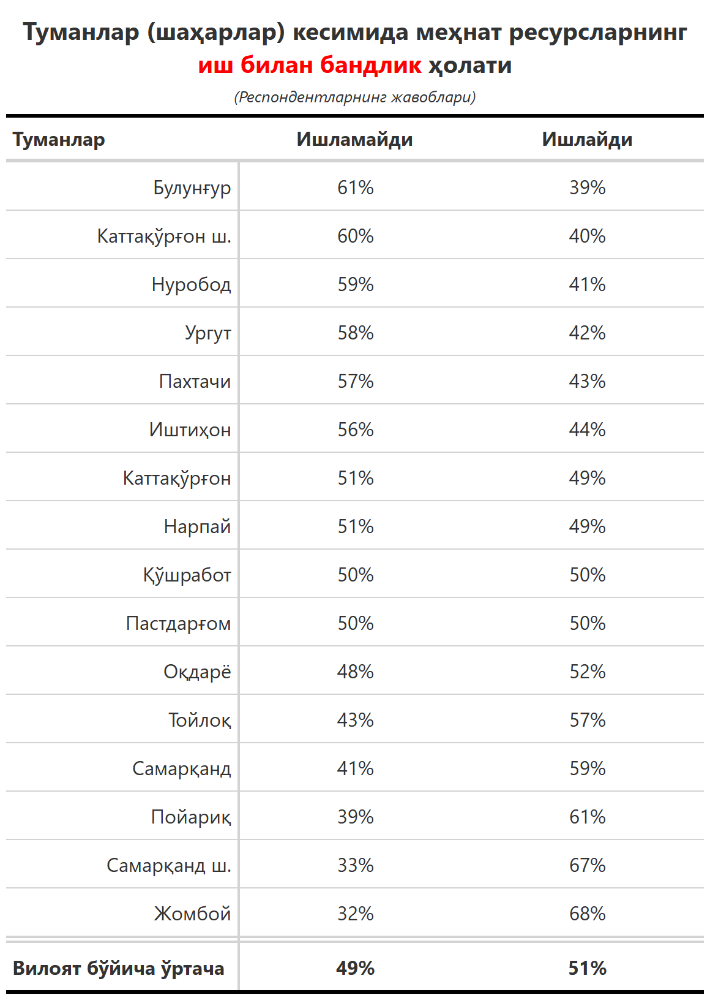 Туманлар (шаҳарлар) кесимида меҳнат ресурсларнинг
иш билан бандлик ҳолати
(Респондентларнинг жавоблари)
Туманлар Ишламайди Ишлайди
Булунғур 61% 39%
Каттақўрғон ш. 60% 40%
Нуробод 59% 41%
Ургут 58% 42%
Пахтачи 57% 43%
Иштиҳон 56% 44%
Каттақўрғон 51% 49%
Нарпай 51% 49%
Қўшработ 50% 50%
Пастдарғом 50% 50%
Оқдарё 48% 52%
Тойлоқ 43% 57%
Самарқанд 41% 59%
Пойариқ 39% 61%
Самарқанд ш. 33% 67%
Жомбой 32% 68%
Вилоят бўйича ўртача 49% 51%